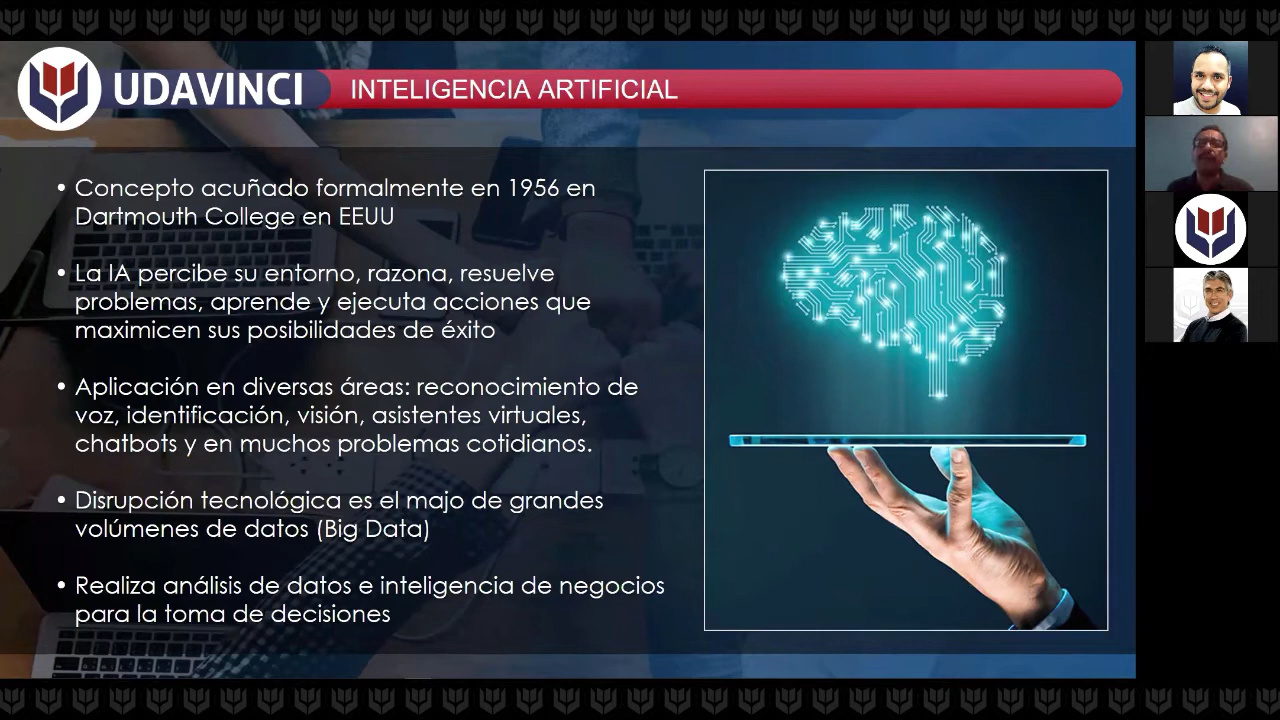 UDAVINCI
INTELIGENCIA ARTIFICIAL
• Concepto acuñado formalmente en 1956 en
Dartmouth College en EEUU
• La IA percibe su entorno, razona, resuelve
problemas, aprende y ejecuta acciones que
maximicen sus posibilidades de éxito
• Aplicación en diversas áreas: reconocimiento de
voz, identificación, visión, asistentes virtuales,
chatbots y en muchos problemas cotidianos.
• Disrupción tecnológica es el majo de grandes
volúmenes de datos (Big Data)
• Realiza análisis de datos e inteligencia de negocios
para la toma de decisiones